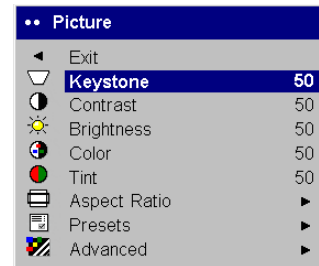 Picture
Exit
Keystone 50
Contrast 50
Brightness 50
Color 50
Tint 50
Aspect Ratio
Presets
Advanced